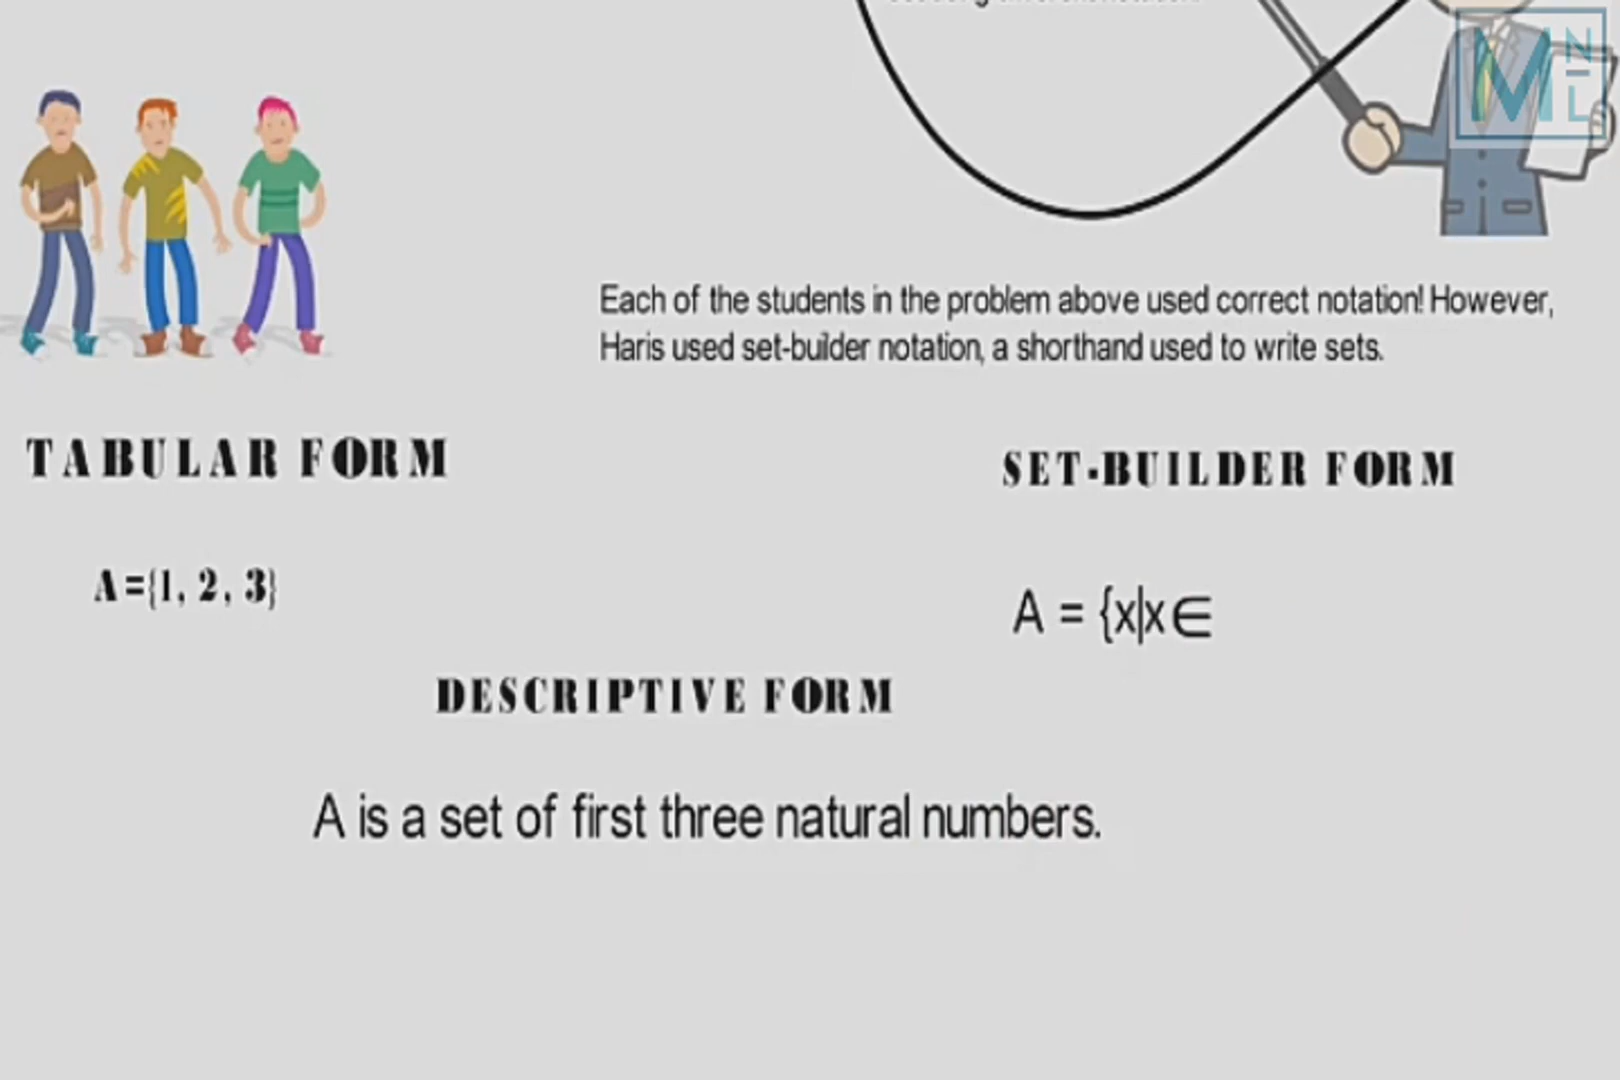 Each of the students in the problem above used correct notation! However,
Haris used set-builder notation, a shorthand used to write sets.
TABULAR FORM
SET-BUILDER FORM
A={1, 2, 3}
A = {x|x∈
DESCRIPTIVE FORM
A is a set of first three natural numbers.
MNEL